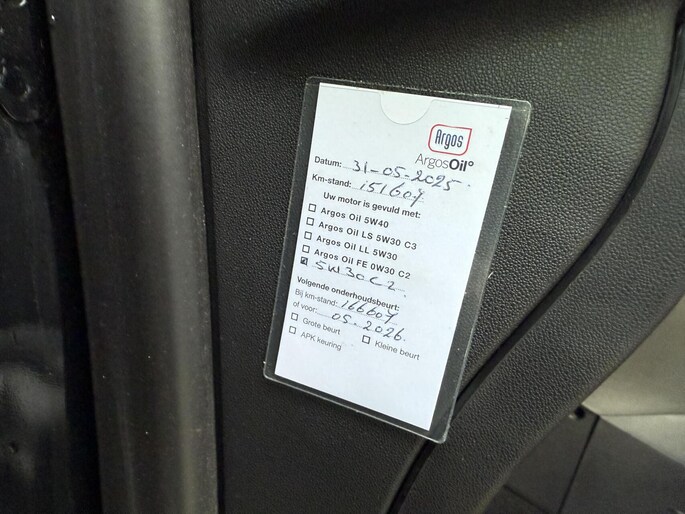 Argos
ArgosOil°
Datum: 31-05-2025.
Km-stand: 151607
Uw motor is gevuld met:
Argos Oil 5W40
Argos Oil LS 5W30 C3
Argos Oil LL 5W30
Argos Oil FE 0W30 C2
5W30C2
Volgende onderhoudsbeurt:
Bij km-stand: 166607
of voor: 05-2026.
Grote beurt Kleine beurt
APK keuring